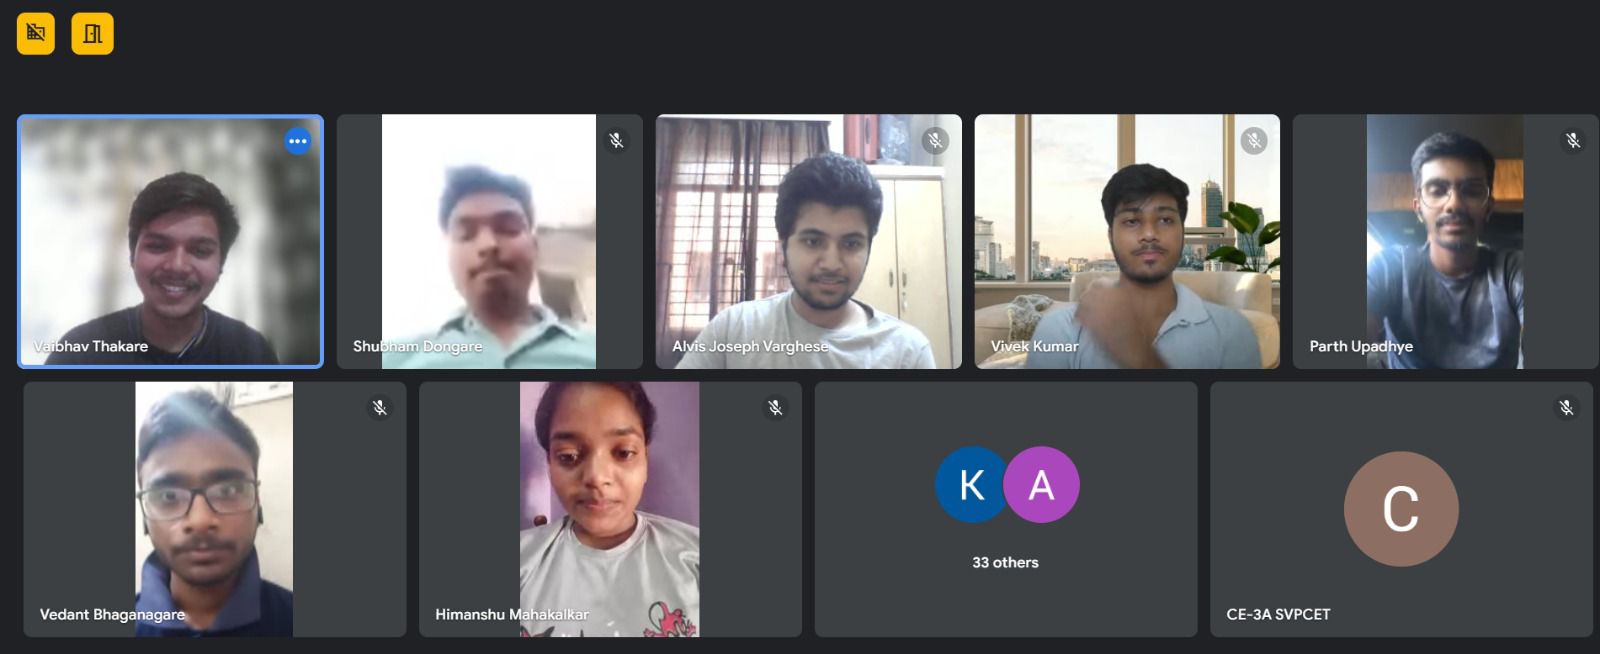 Vaibhav Thakare
Shubham Dongare
Alvis Joseph Varghese
Vivek Kumar
Parth Upadhye
Vedant Bhaganagare
Himanshu Mahakalkar
K A
33 others
C
CE-3A SVPCET